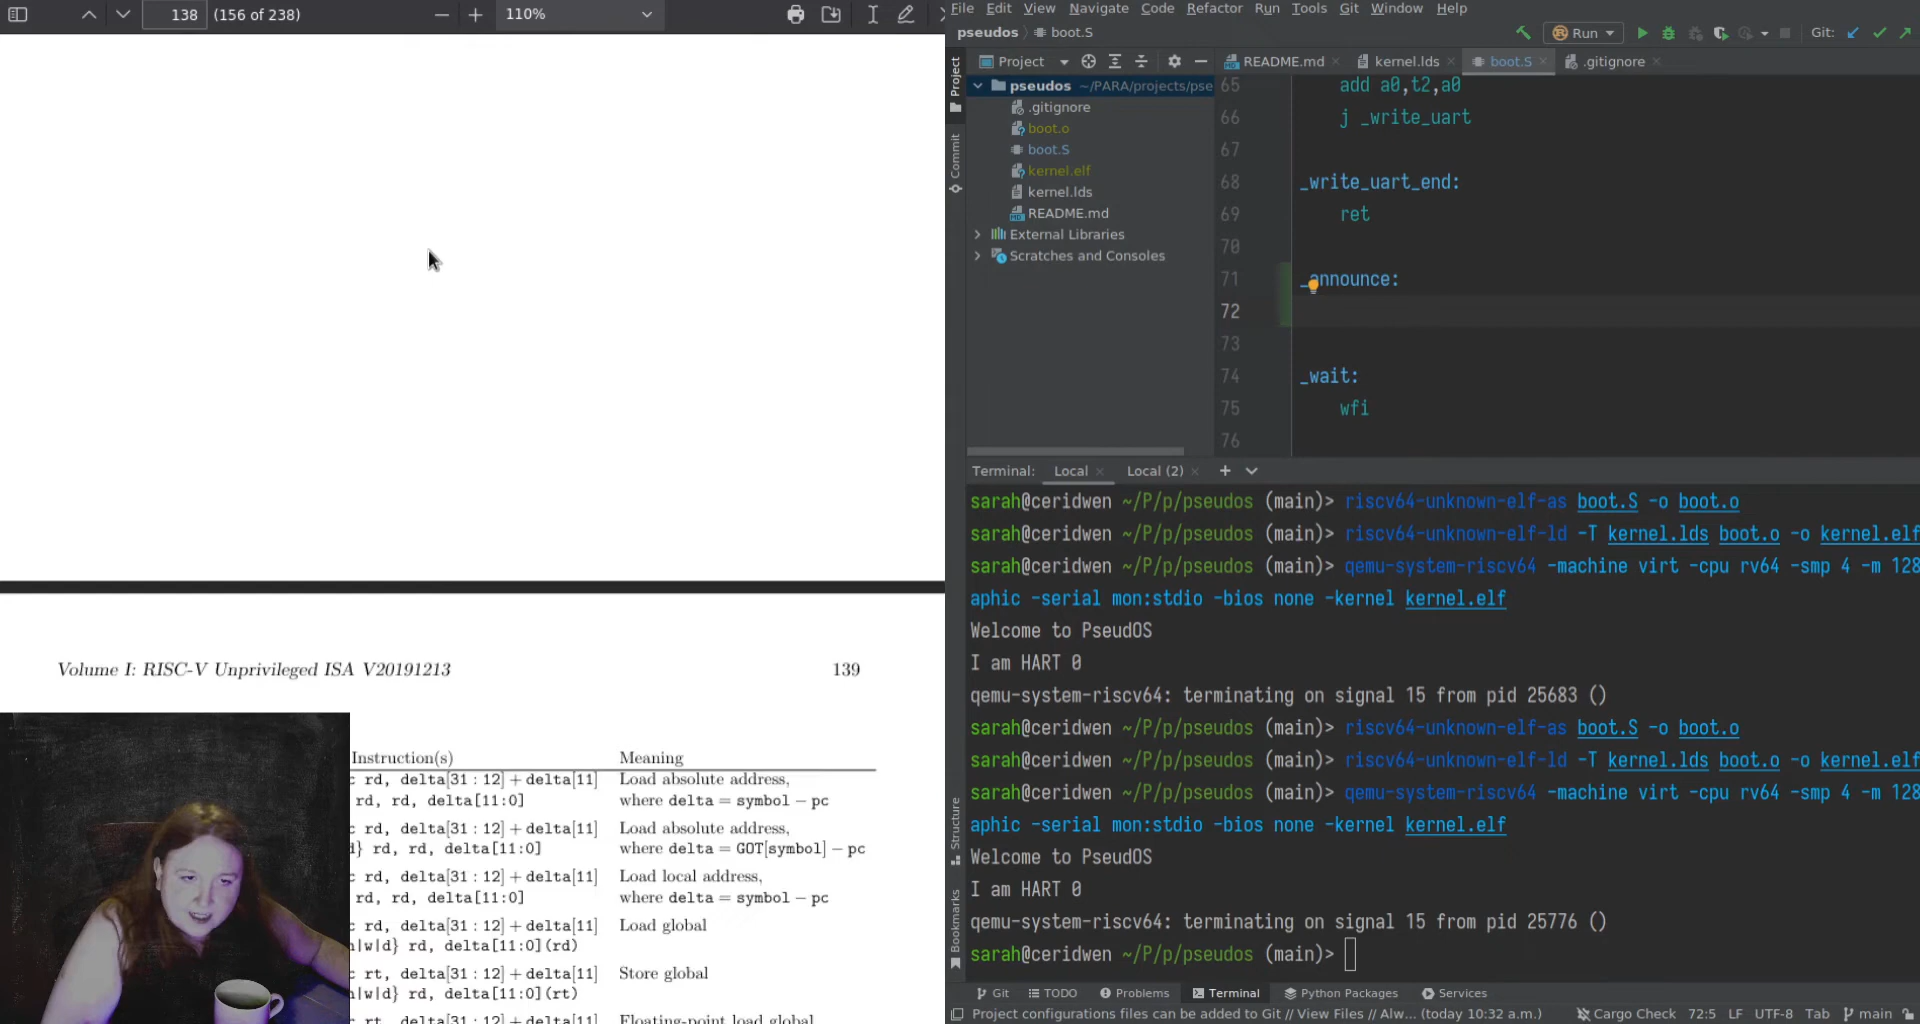 138 (156 of 238) 110%
Volume I: RISC-V Unprivileged ISA V20191213 139
Instruction(s) Meaning
c rd, delta[31 : 12] + delta[11] Load absolute address,
rd, rd, delta[11:0] where delta = symbol − pc
c rd, delta[31 : 12] + delta[11] Load absolute address,
d} rd, rd, delta[11:0] where delta = GOT[symbol] − pc
c rd, delta[31 : 12] + delta[11] Load local address,
rd, rd, delta[11:0] where delta = symbol − pc
c rd, delta[31 : 12] + delta[11] Load global
|w|d} rd, delta[11:0](rd)
c rt, delta[31 : 12] + delta[11] Store global
|w|d} rd, delta[11:0](rt)
c rt, delta[31 : 12] + delta[11] Floating-point load global
File Edit View Navigate Code Refactor Run Tools Git Window Help
pseudos boot.S Run Git:
Project README.md kernel.lds boot.S .gitignore
Project
Commit
pseudos ~/PARA/projects/pse
.gitignore
boot.o
boot.S
kernel.elf
kernel.lds
README.md
External Libraries
Scratches and Consoles
65 add a0,t2,a0
66 j _write_uart
67
68 _write_uart_end:
69 ret
70
71 _announce:
72
73
74 _wait:
75 wfi
76
Terminal: Local Local (2)
sarah@ceridwen ~/P/p/pseudos (main)> riscv64-unknown-elf-as boot.S -o boot.o
sarah@ceridwen ~/P/p/pseudos (main)> riscv64-unknown-elf-ld -T kernel.lds boot.o -o kernel.elf
sarah@ceridwen ~/P/p/pseudos (main)> qemu-system-riscv64 -machine virt -cpu rv64 -smp 4 -m 128
aphic -serial mon:stdio -bios none -kernel kernel.elf
Welcome to PseudOS
I am HART 0
qemu-system-riscv64: terminating on signal 15 from pid 25683 ()
sarah@ceridwen ~/P/p/pseudos (main)> riscv64-unknown-elf-as boot.S -o boot.o
sarah@ceridwen ~/P/p/pseudos (main)> riscv64-unknown-elf-ld -T kernel.lds boot.o -o kernel.elf
sarah@ceridwen ~/P/p/pseudos (main)> qemu-system-riscv64 -machine virt -cpu rv64 -smp 4 -m 128
aphic -serial mon:stdio -bios none -kernel kernel.elf
Welcome to PseudOS
I am HART 0
qemu-system-riscv64: terminating on signal 15 from pid 25776 ()
sarah@ceridwen ~/P/p/pseudos (main)>
Structure
Bookmarks
Git TODO Problems Terminal Python Packages Services
Project configurations files can be added to Git // View Files // Alw... (today 10:32 a.m.) Cargo Check 72:5 LF UTF-8 Tab main